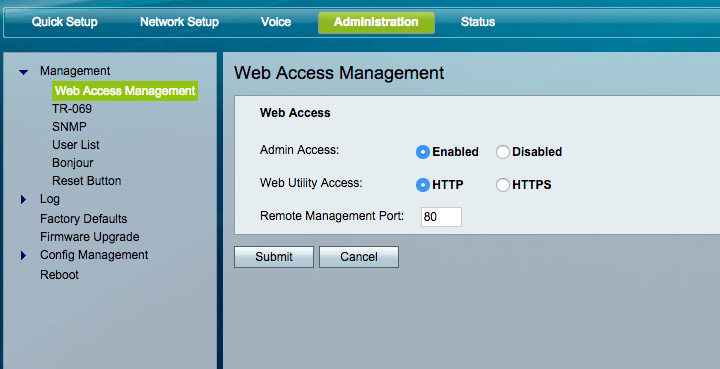 Quick Setup Network Setup Voice Administration Status
Management
Web Access Management
TR-069
SNMP
User List
Bonjour
Reset Button
Log
Factory Defaults
Firmware Upgrade
Config Management
Reboot
Web Access Management
Web Access
Admin Access: Enabled Disabled
Web Utility Access: HTTP HTTPS
Remote Management Port: 80
Submit Cancel